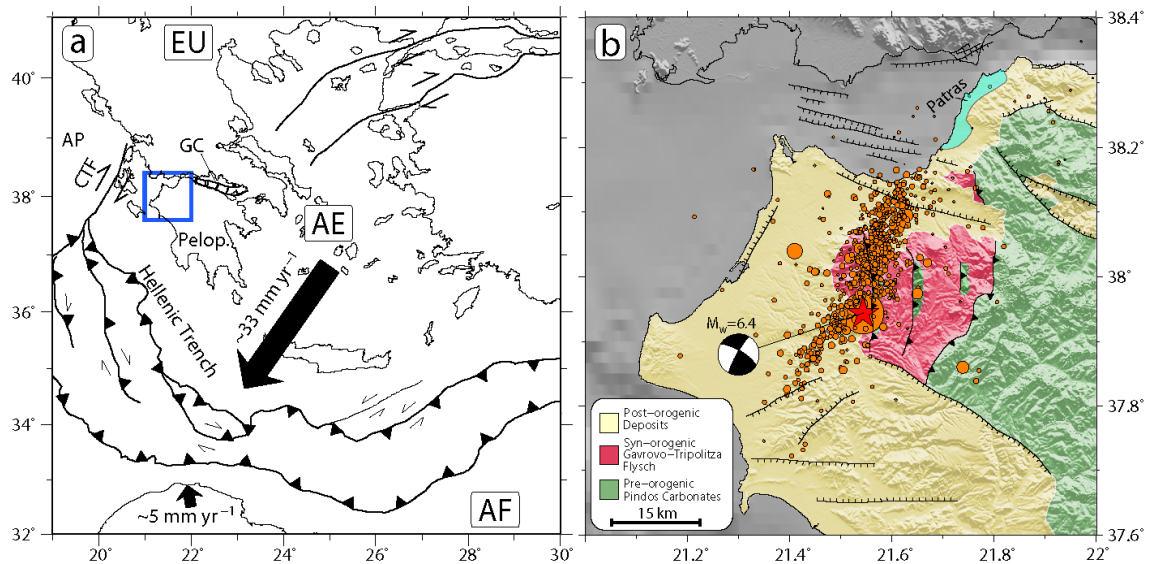 a
EU
40°
AP
GC
CTF
38°
AE
Pelop.
~33 mm yr⁻¹
Hellenic Trench
36°
34°
~5 mm yr⁻¹
AF
32°
20
22
24
26
28
30
b
38.4
Patras
38.2
38
M_w=6.4
37.8
Post−orogenic
Deposits
Syn−orogenic
Gavrovo−Tripolitza
Flysch
Pre−orogenic
Pindos Carbonates
15 km
37.6
21.2
21.4
21.6
21.8
22